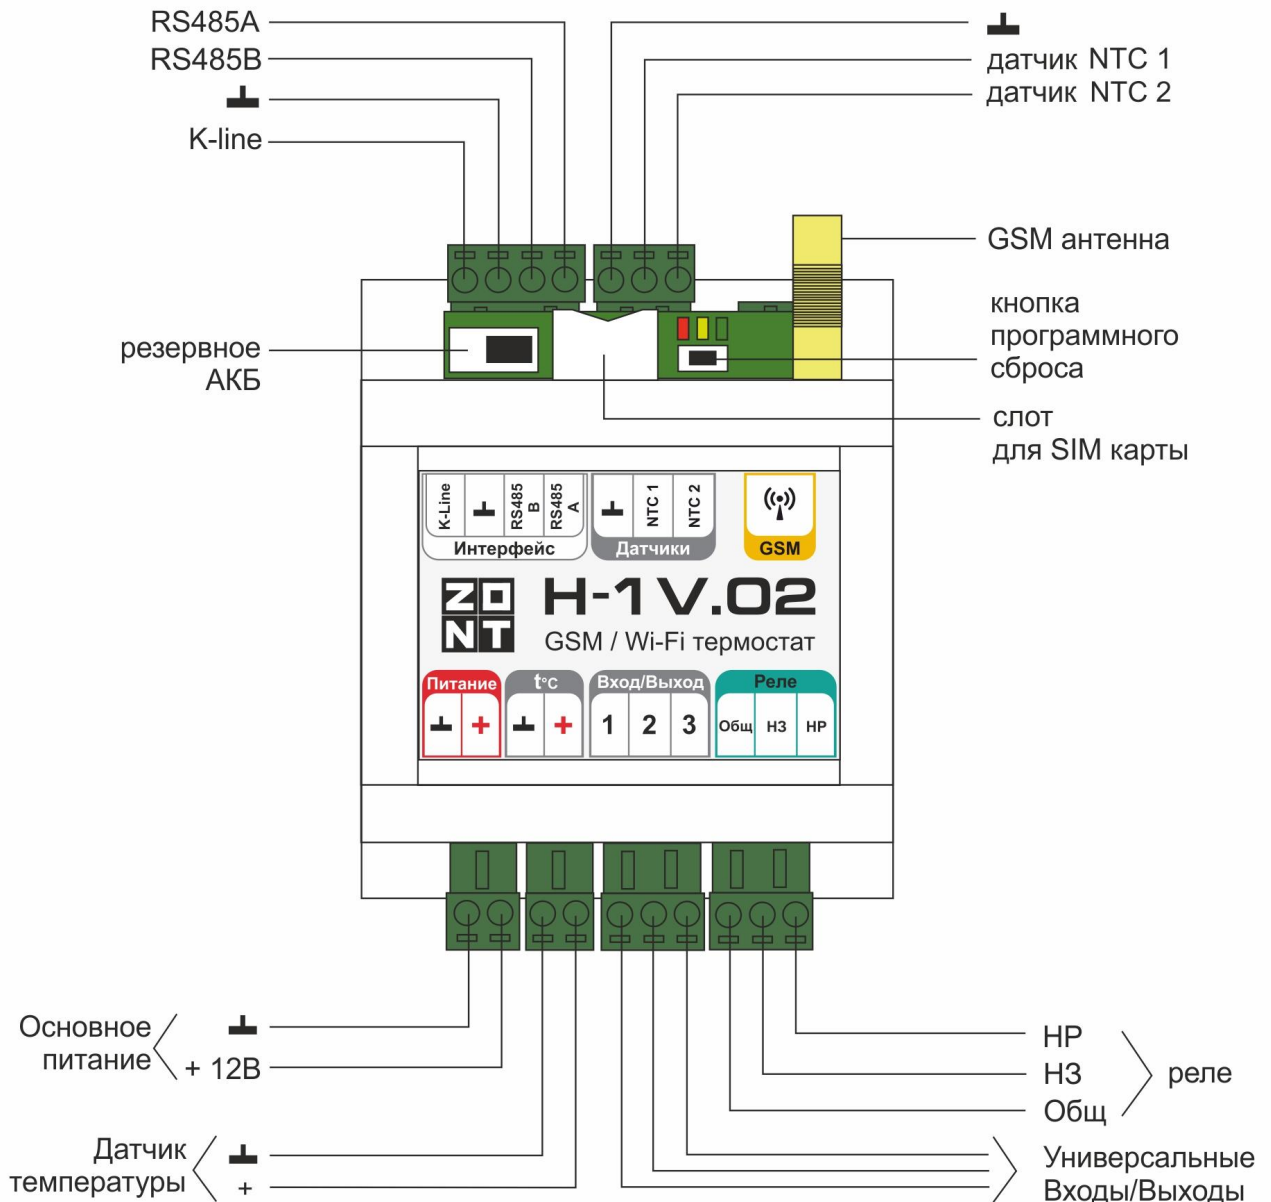 RS485A
RS485B
K-line
датчик NTC 1
датчик NTC 2
GSM антенна
кнопка
программного
сброса
резервное
АКБ
слот
для SIM карты
K-Line
RS485
B
RS485
A
Интерфейс
NTC 1
NTC 2
Датчики
GSM
ZONT
H-1V.02
GSM / Wi-Fi термостат
Питание
+
t°C
+
Вход/Выход
1 2 3
Реле
Общ НЗ НР
Основное
питание
+ 12В
Датчик
температуры
+
НР
НЗ
Общ
реле
Универсальные
Входы/Выходы